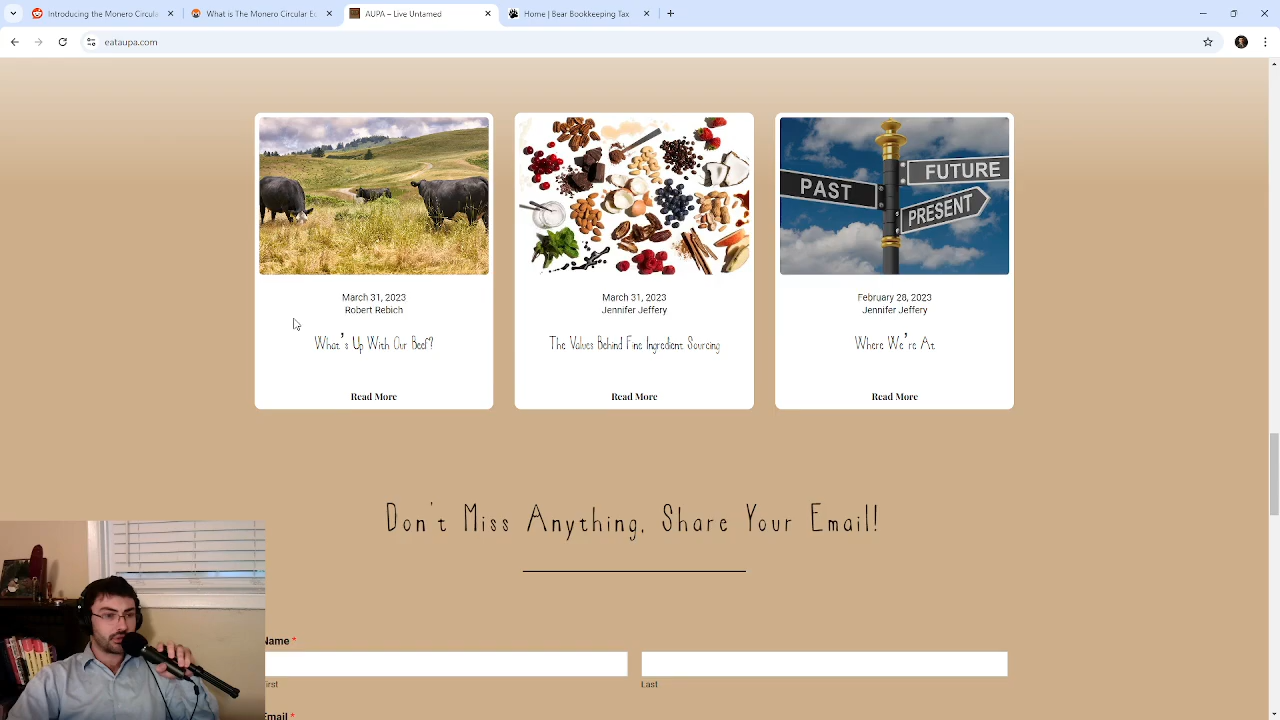 Introducing the Monero Circula
What is The Monero Circular Ec
AUPA – Live Untamed
Home | Bear Bookkeeping Tax
eataupa.com
PAST
FUTURE
PRESENT
March 31, 2023
Robert Rebich
What's Up With Our Beef?
Read More
March 31, 2023
Jennifer Jeffery
The Values Behind Fine Ingredient Sourcing
Read More
February 28, 2023
Jennifer Jeffery
Where We're At
Read More
Don't Miss Anything, Share Your Email!
Name *
First
Last
Email *